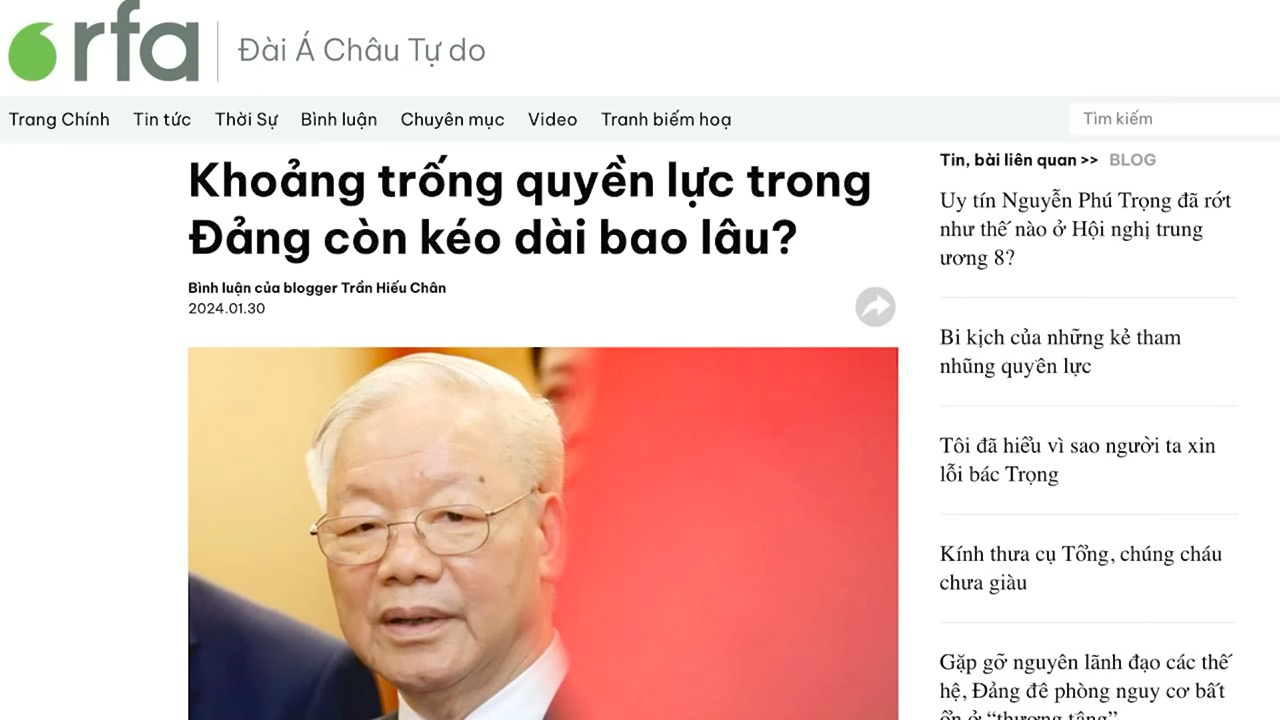 rfa
Đài Á Châu Tự do
Trang Chính Tin tức Thời Sự Bình luận Chuyên mục Video Tranh biếm hoạ
Tìm kiếm
Khoảng trống quyền lực trong
Đảng còn kéo dài bao lâu?
Bình luận của blogger Trần Hiếu Chân
2024.01.30
Tin, bài liên quan >> BLOG
Uy tín Nguyễn Phú Trọng đã rớt
như thế nào ở Hội nghị trung
ương 8?
Bi kịch của những kẻ tham
nhũng quyền lực
Tôi đã hiểu vì sao người ta xin
lỗi bác Trọng
Kính thưa cụ Tổng, chúng cháu
chưa giàu
Gặp gỡ nguyên lãnh đạo các thế
hệ, Đảng đề phòng nguy cơ bất
ổn ở “thượng tầng”